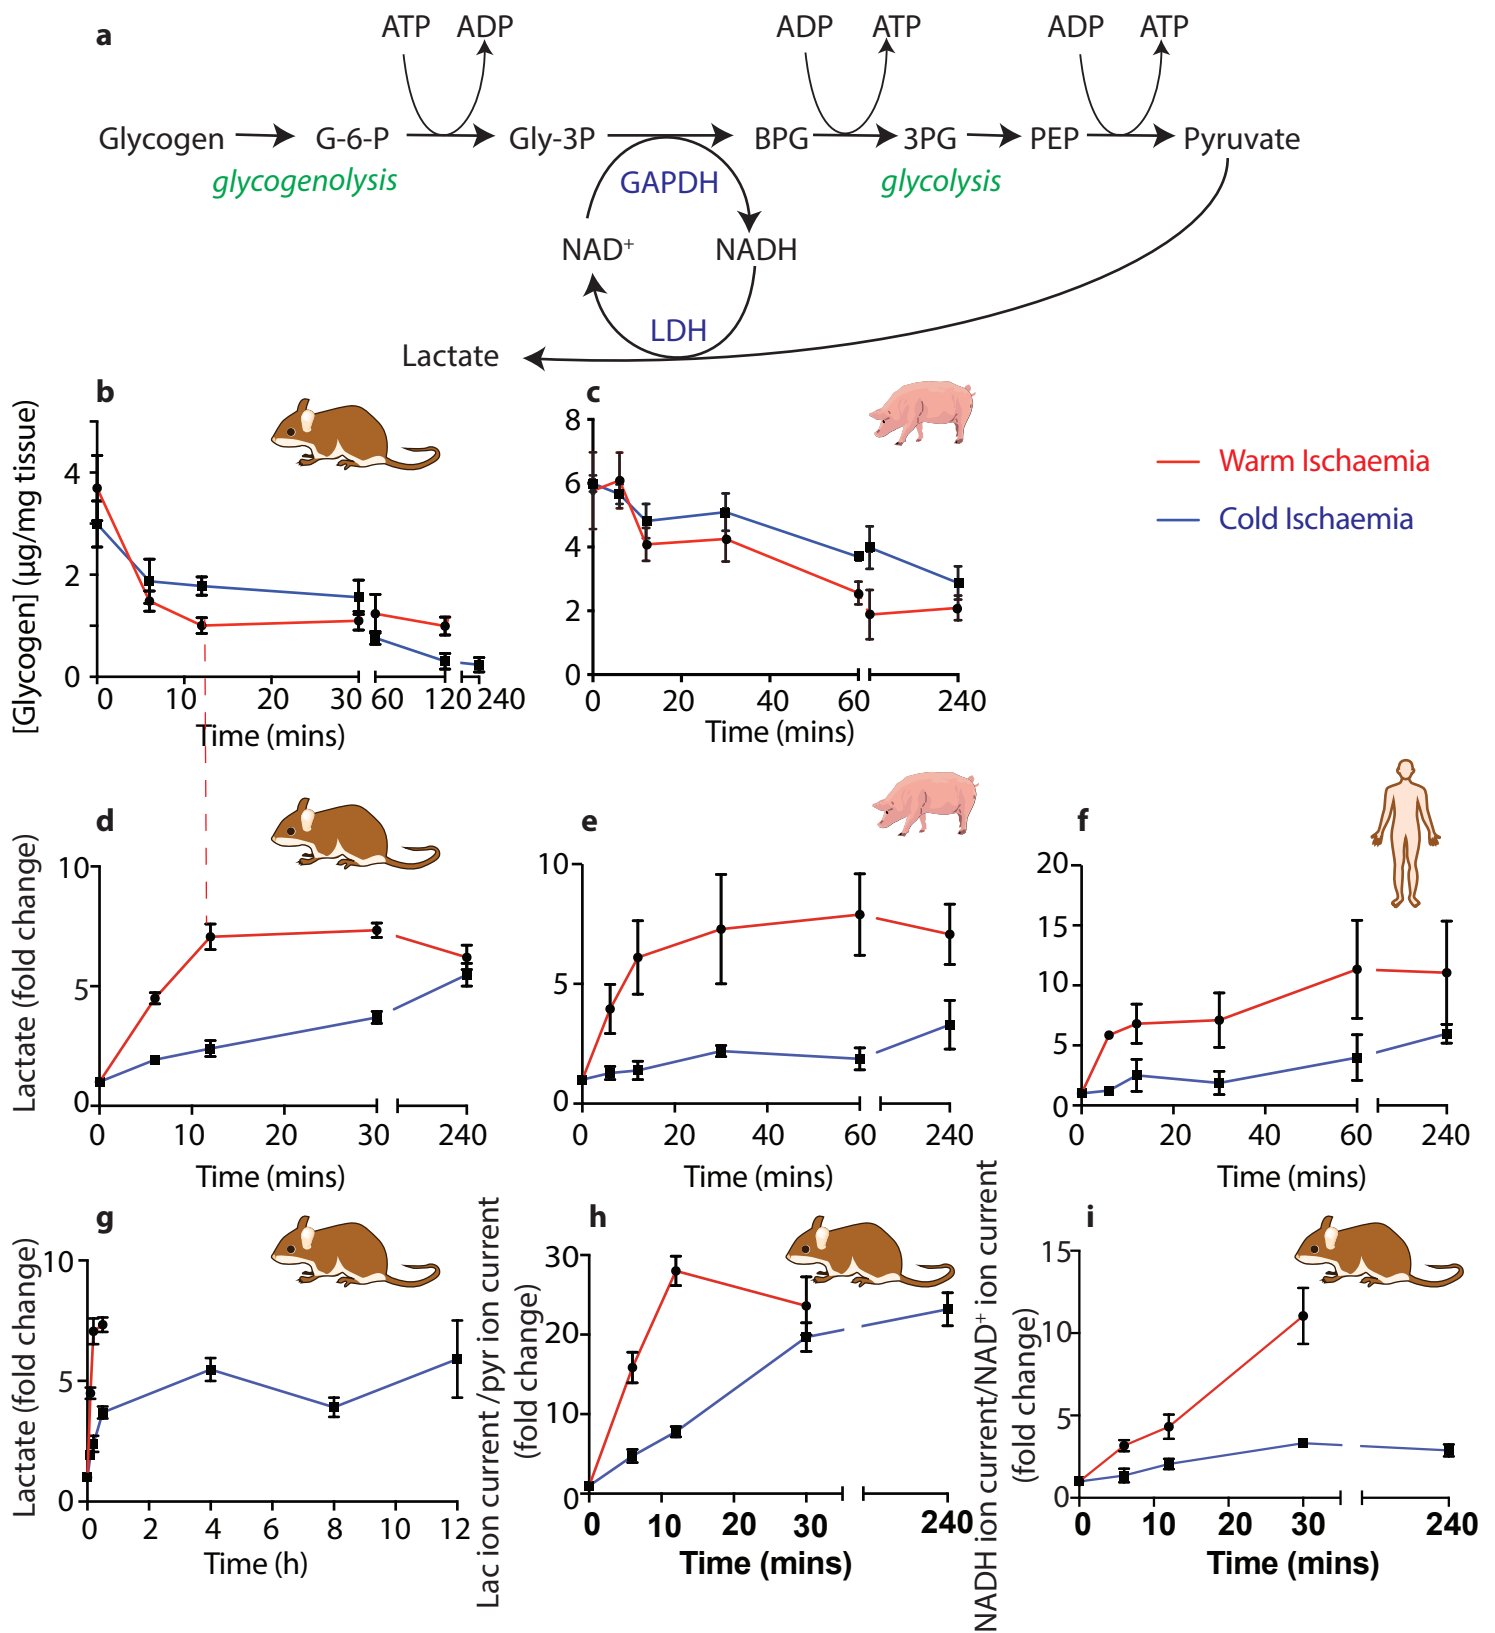 a
ATP ADP ADP ATP ADP ATP
Glycogen G-6-P Gly-3P BPG 3PG PEP Pyruvate
glycogenolysis GAPDH glycolysis
NAD⁺ NADH
LDH
Lactate
b
[Glycogen] (µg/mg tissue)
4
2
0
0 10 20 30 60 120 240
Time (mins)
c
8
6
4
2
0
0 20 40 60 240
Time (mins)
Warm Ischaemia
Cold Ischaemia
d
Lactate (fold change)
10
5
0
0 10 20 30 240
Time (mins)
e
10
5
0
0 20 40 60 240
Time (mins)
f
20
15
10
5
0
0 20 40 60 240
Time (mins)
g
Lactate (fold change)
10
5
0
0 2 4 6 8 10 12
Time (h)
h
Lac ion current /pyr ion current
(fold change)
30
20
10
0
0 10 20 30 240
Time (mins)
i
NADH ion current/NAD⁺ ion current
(fold change)
15
10
5
0
0 10 20 30 240
Time (mins)